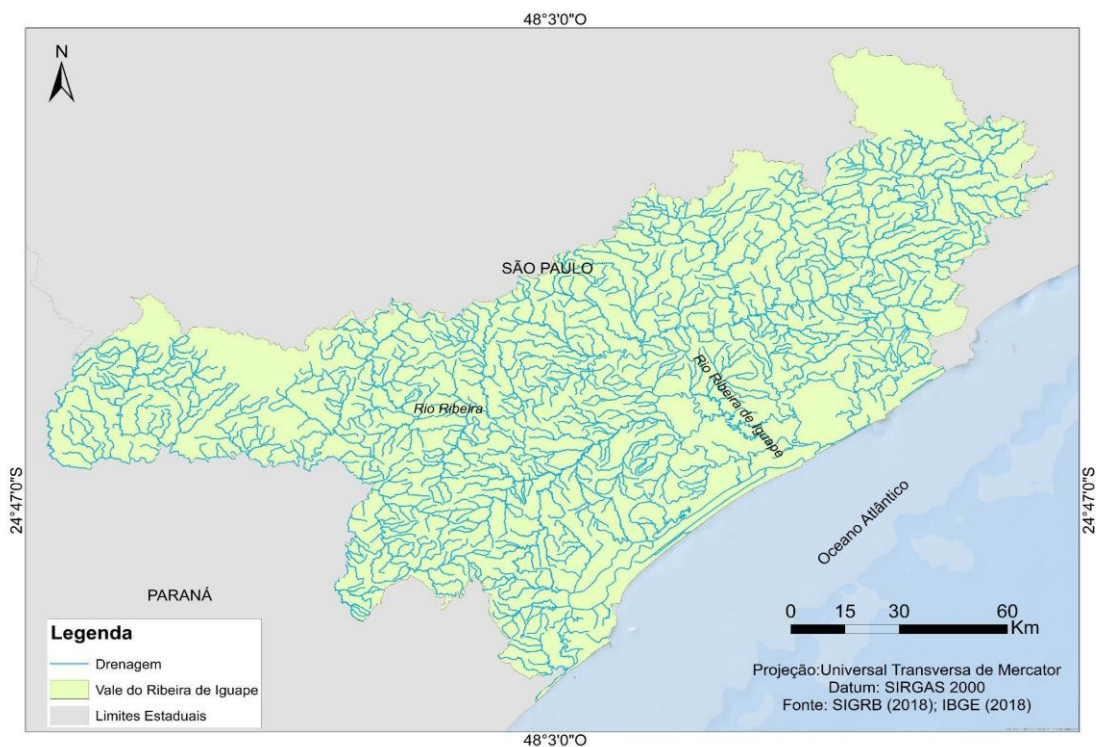 48°3'0"O
N
SÃO PAULO
Rio Ribeira
Rio Ribeira de Iguape
24°47'0"S
24°47'0"S
Oceano Atlântico
PARANÁ
0 15 30 60
Km
Legenda
Drenagem
Vale do Ribeira de Iguape
Limites Estaduais
Projeção:Universal Transversa de Mercator
Datum: SIRGAS 2000
Fonte: SIGRB (2018); IBGE (2018)
48°3'0"O